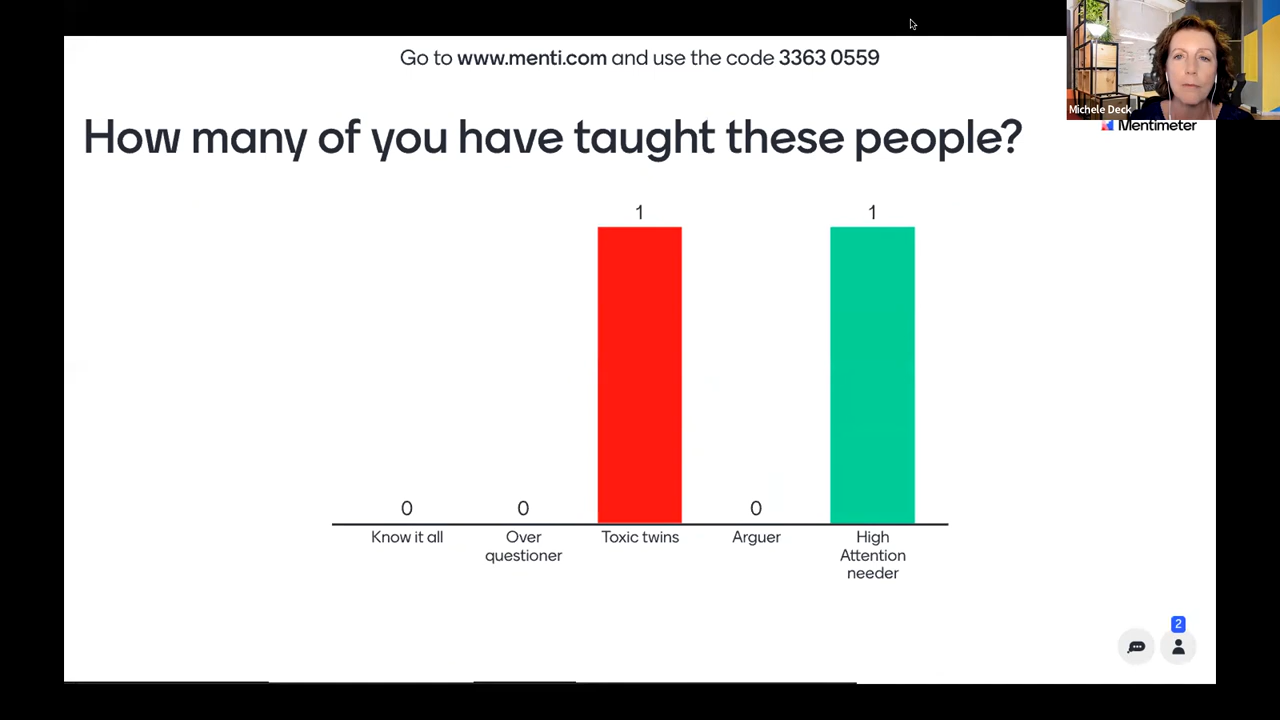 Go to www.menti.com and use the code 3363 0559
Michele Deck
Mentimeter
How many of you have taught these people?
1
1
0
0
0
Know it all
Over
questioner
Toxic twins
Arguer
High
Attention
needer
2